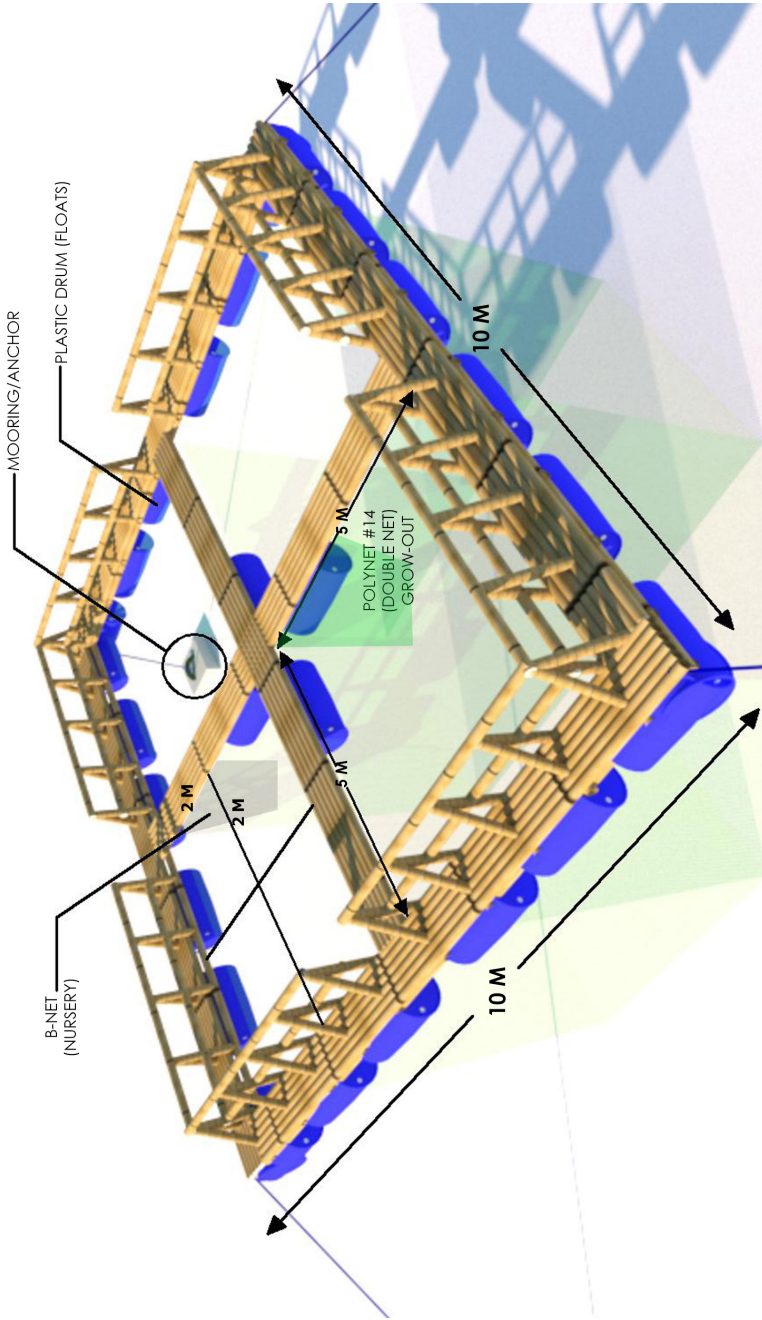 MOORING/ANCHOR
B-NET
(NURSERY)
PLASTIC DRUM (FLOATS)
2 M
2 M
5 M
5 M
POLYNET #14
(DOUBLE NET)
GROW-OUT
10 M
10 M